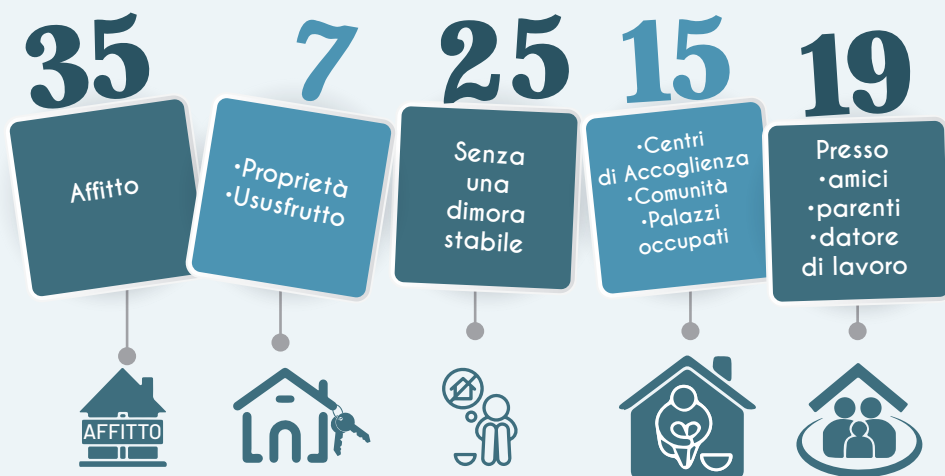 35
Affitto
7
•Proprietà
•Ususfrutto
25
Senza
una
dimora
stabile
15
•Centri
di Accoglienza
•Comunità
•Palazzi
occupati
19
Presso
•amici
•parenti
•datore
di lavoro
AFFITTO